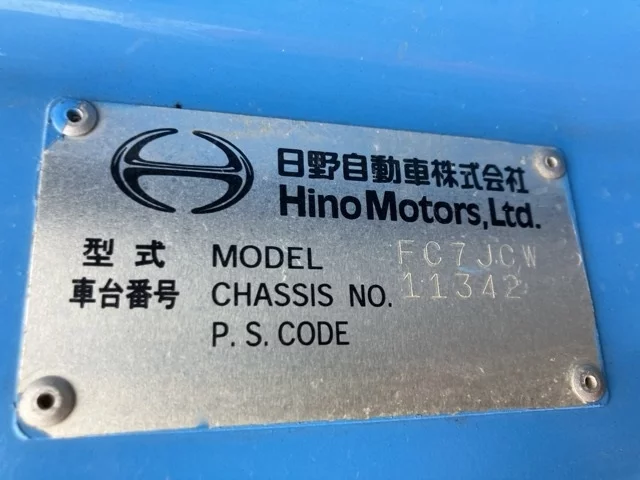 日野自動車株式会社
Hino Motors, Ltd.
型式 MODEL FC7JCW
車台番号 CHASSIS NO. 11342
P. S. CODE